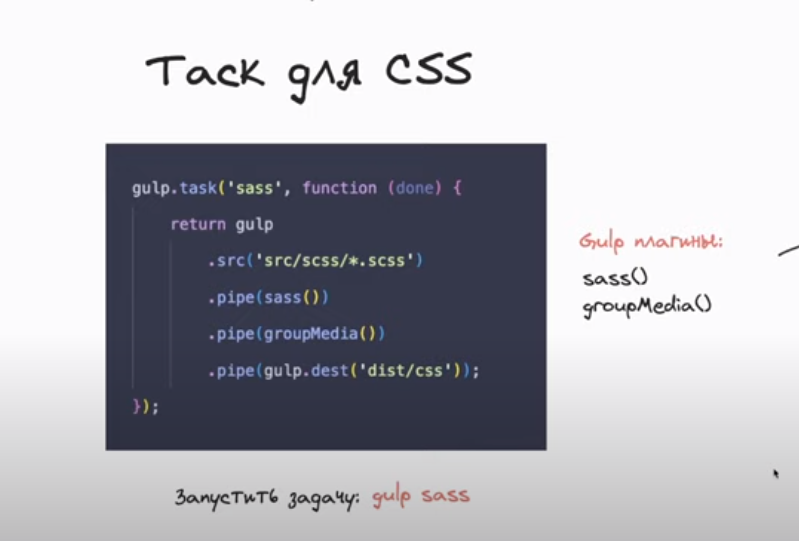 Таск для CSS
gulp.task('sass', function (done) {
return gulp
.src('src/scss/*.scss')
.pipe(sass())
.pipe(groupMedia())
.pipe(gulp.dest('dist/css'));
});
Gulp плагины:
sass()
groupMedia()
Запустить задачу: gulp sass